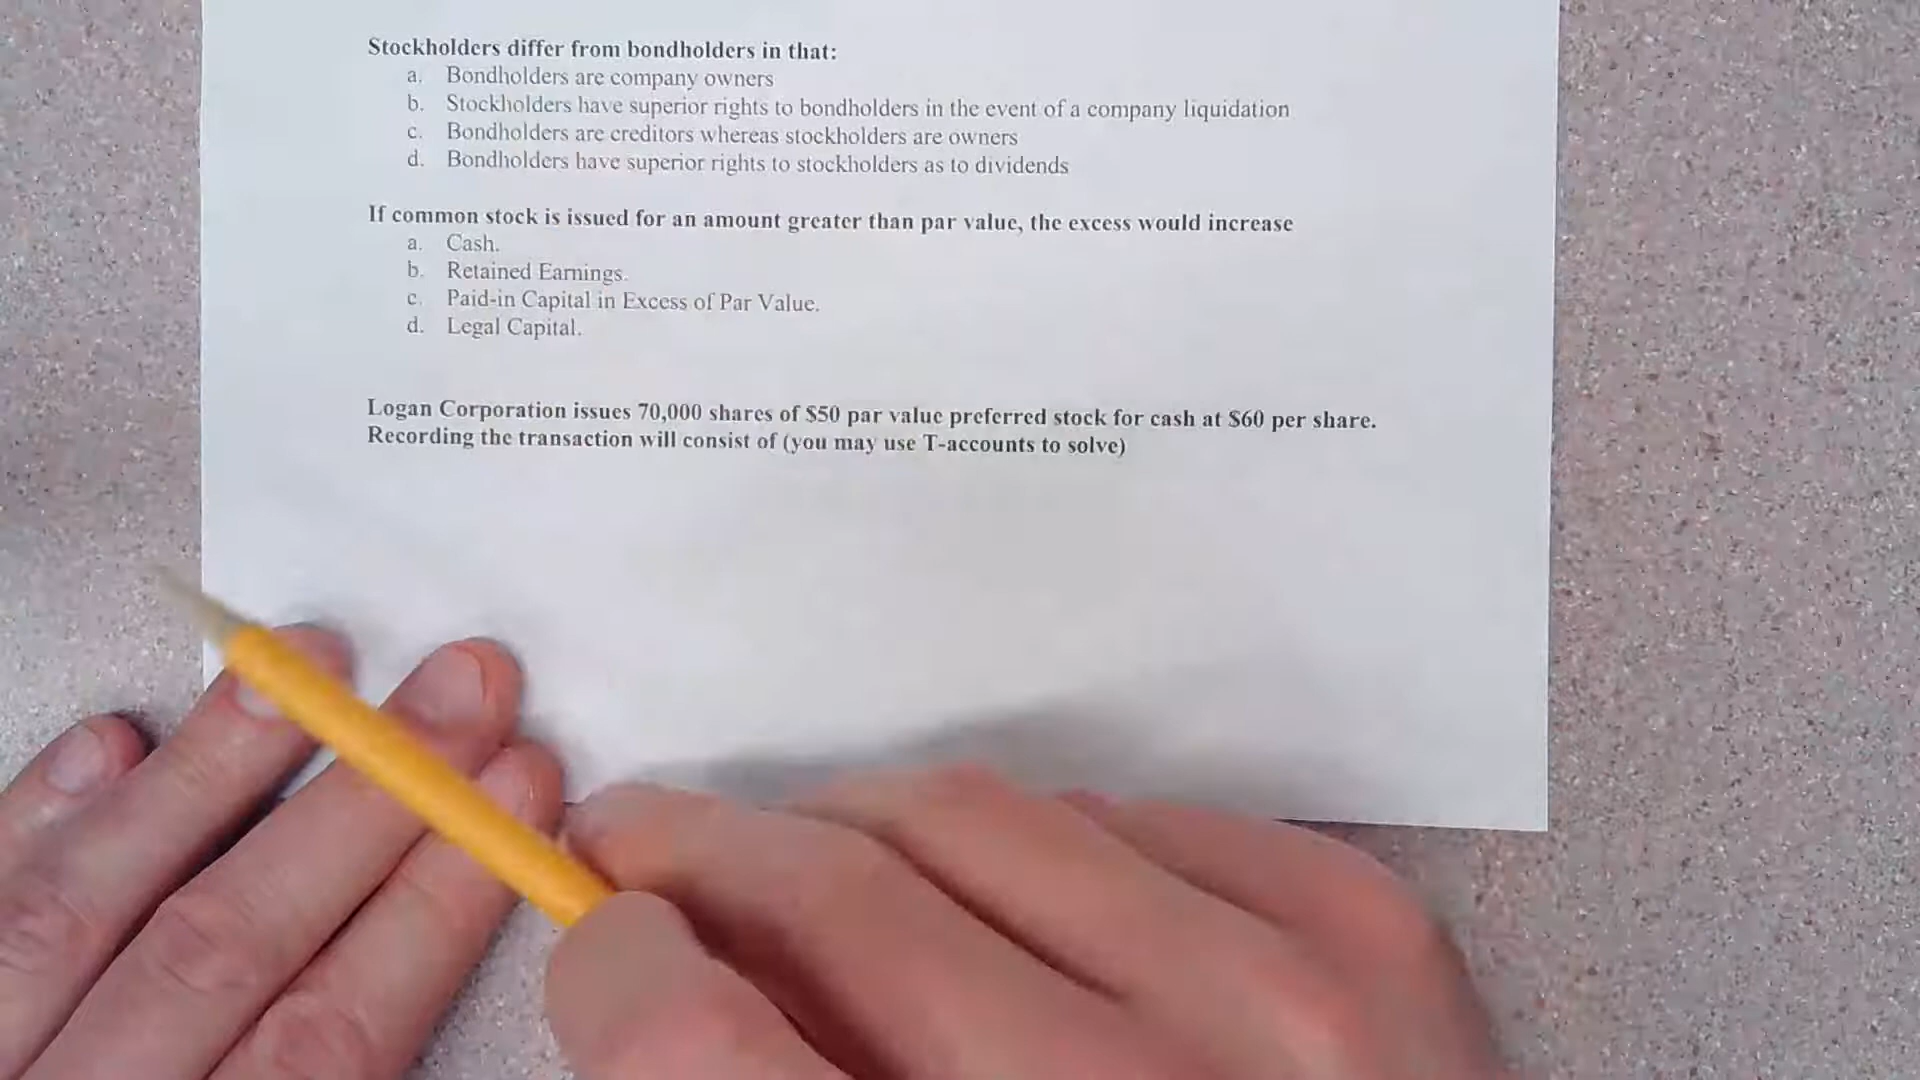 Stockholders differ from bondholders in that:
a. Bondholders are company owners
b. Stockholders have superior rights to bondholders in the event of a company liquidation
c. Bondholders are creditors whereas stockholders are owners
d. Bondholders have superior rights to stockholders as to dividends
If common stock is issued for an amount greater than par value, the excess would increase
a. Cash.
b. Retained Earnings.
c. Paid-in Capital in Excess of Par Value.
d. Legal Capital.
Logan Corporation issues 70,000 shares of $50 par value preferred stock for cash at $60 per share.
Recording the transaction will consist of (you may use T-accounts to solve)